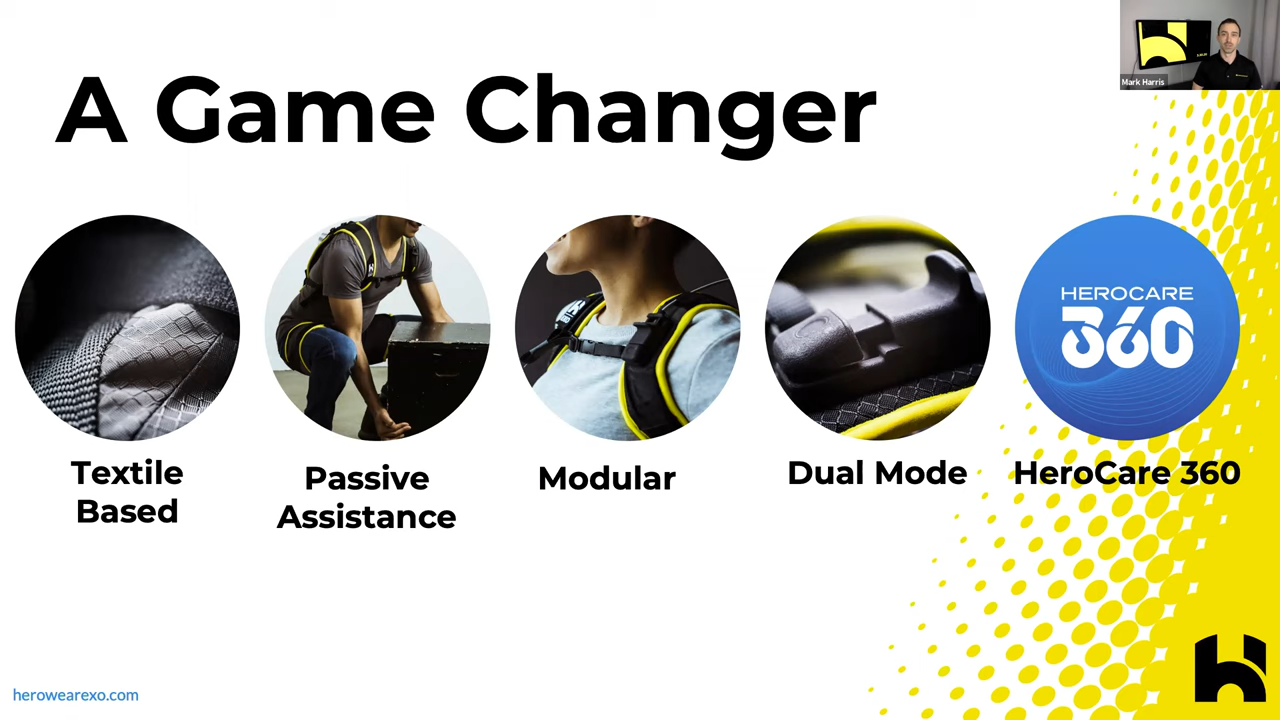 Mark Harris
A Game Changer
HEROCARE
360
Textile
Based
Passive
Assistance
Modular
Dual Mode
HeroCare 360
herowearexo.com